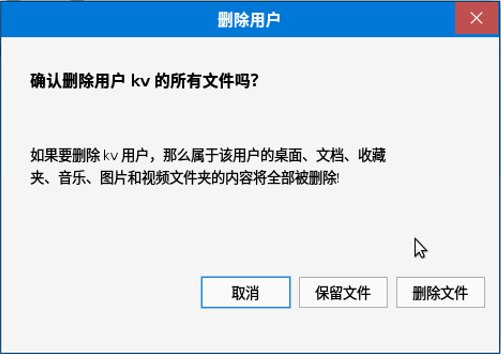 删除用户
确认删除用户 kv 的所有文件吗？
如果要删除 kv 用户，那么属于该用户的桌面、文档、收藏
夹、音乐、图片和视频文件夹的内容将全部被删除!
取消 保留文件 删除文件